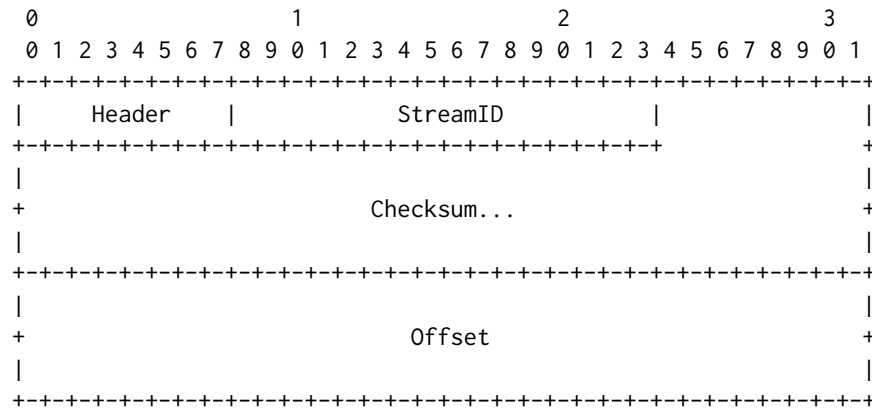 0                   1                   2                   3
 0 1 2 3 4 5 6 7 8 9 0 1 2 3 4 5 6 7 8 9 0 1 2 3 4 5 6 7 8 9 0 1
+-+-+-+-+-+-+-+-+-+-+-+-+-+-+-+-+-+-+-+-+-+-+-+-+-+-+-+-+-+-+-+-+
|     Header    |            StreamID           |               |
+-+-+-+-+-+-+-+-+-+-+-+-+-+-+-+-+-+-+-+-+-+-+-+-+               +
|                                                               |
+                          Checksum...                          +
|                                                               |
+-+-+-+-+-+-+-+-+-+-+-+-+-+-+-+-+-+-+-+-+-+-+-+-+-+-+-+-+-+-+-+-+
|                                                               |
+                             Offset                            +
|                                                               |
+-+-+-+-+-+-+-+-+-+-+-+-+-+-+-+-+-+-+-+-+-+-+-+-+-+-+-+-+-+-+-+-+